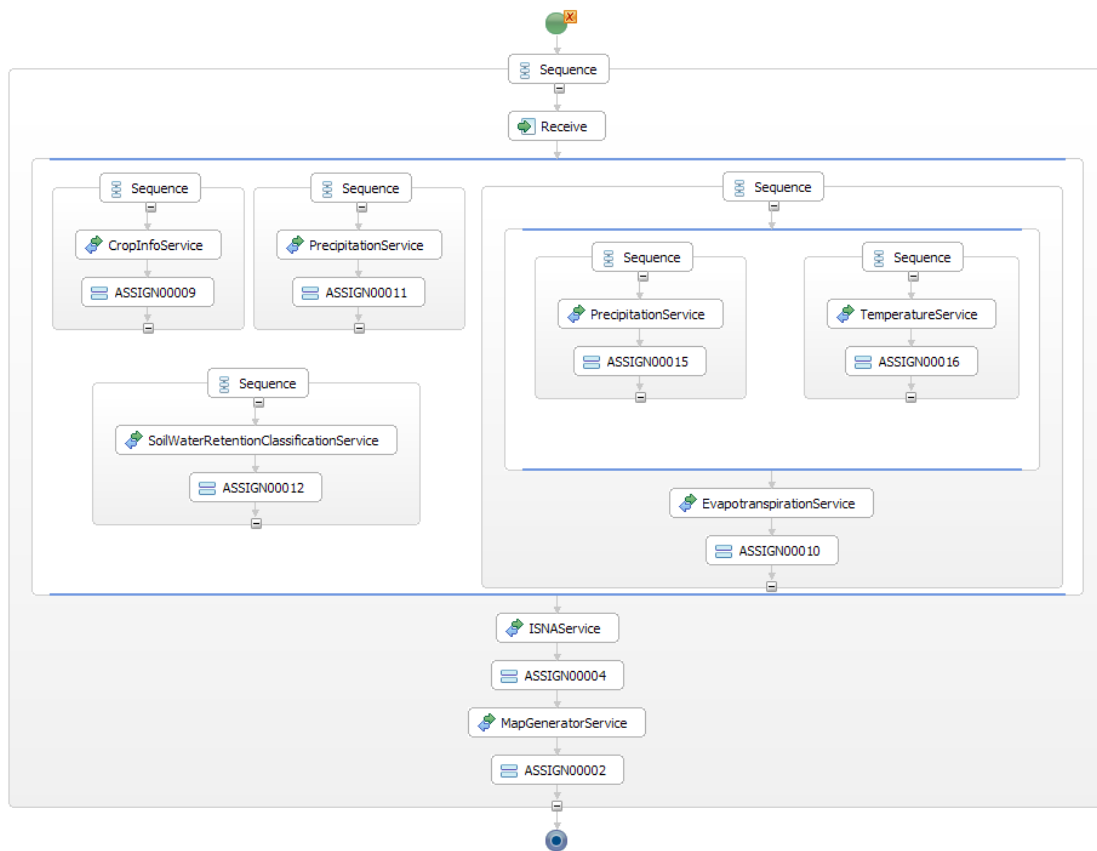 Sequence
Receive
Sequence
CropInfoService
ASSIGN00009
Sequence
PrecipitationService
ASSIGN00011
Sequence
SoilWaterRetentionClassificationService
ASSIGN00012
Sequence
Sequence
PrecipitationService
ASSIGN00015
Sequence
TemperatureService
ASSIGN00016
EvapotranspirationService
ASSIGN00010
ISNAService
ASSIGN00004
MapGeneratorService
ASSIGN00002